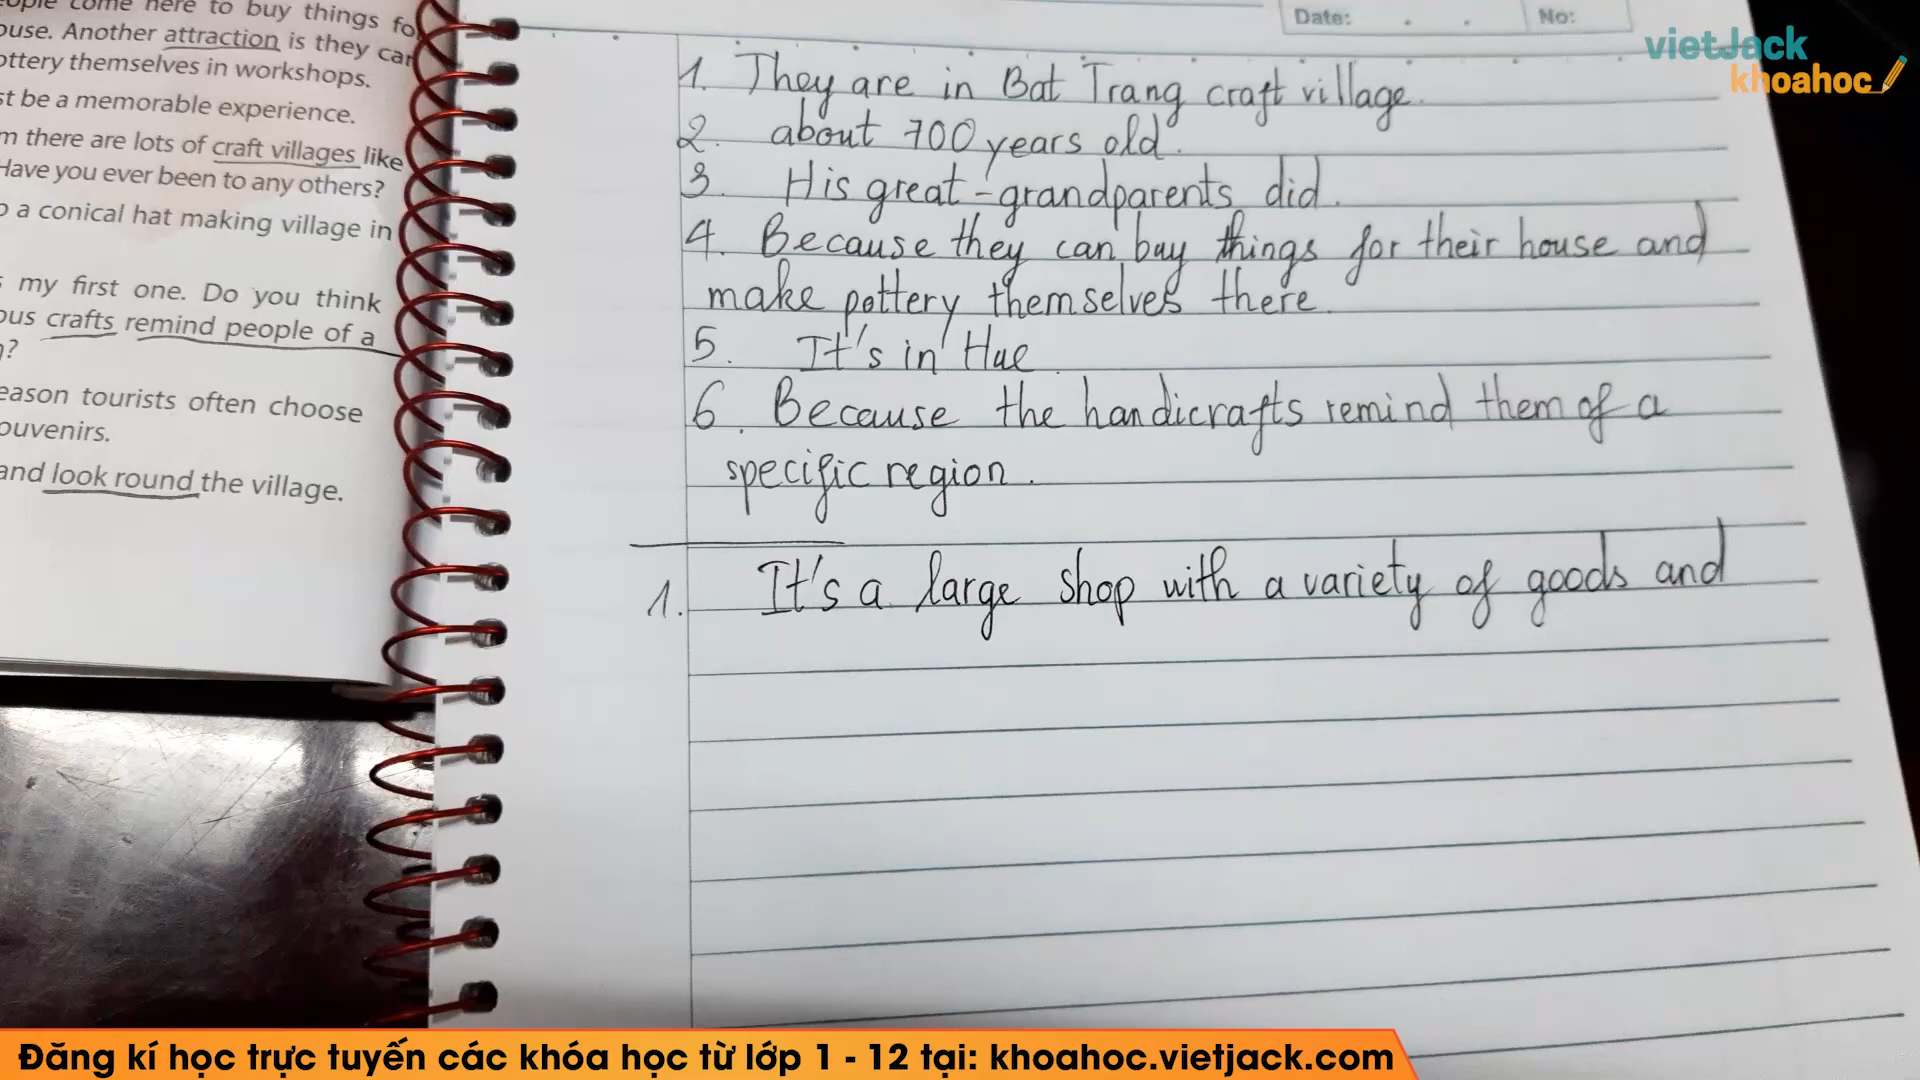 ople come here to buy things fo
ouse. Another attraction is they can
ottery themselves in workshops.
st be a memorable experience.
m there are lots of craft villages like
Have you ever been to any others?
o a conical hat making village in
my first one. Do you think
ous crafts remind people of a
?
eason tourists often choose
ouvenirs.
and look round the village.
Date: . . No:
vietJack
khoahoc
1. They are in Bat Trang craft village.
2. about 700 years old.
3. His great-grandparents did.
4. Because they can buy things for their house and
make pottery themselves there.
5. It's in Hue.
6. Because the handicrafts remind them of a
specific region.
1. It's a large shop with a variety of goods and
Đăng kí học trực tuyến các khóa học từ lớp 1 - 12 tại: khoahoc.vietjack.com